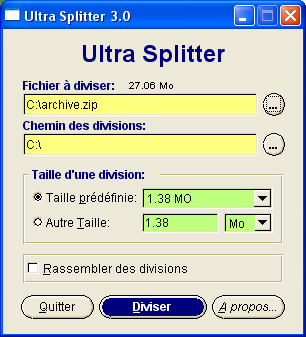 Ultra Splitter 3.0
Ultra Splitter
Fichier à diviser: 27.06 Mo
C:\archive.zip ...
Chemin des divisions:
C:\ ...
Taille d'une division:
Taille prédéfinie: 1.38 MO
Autre Taille: 1.38 Mo
Rassembler des divisions
Quitter Diviser A propos...